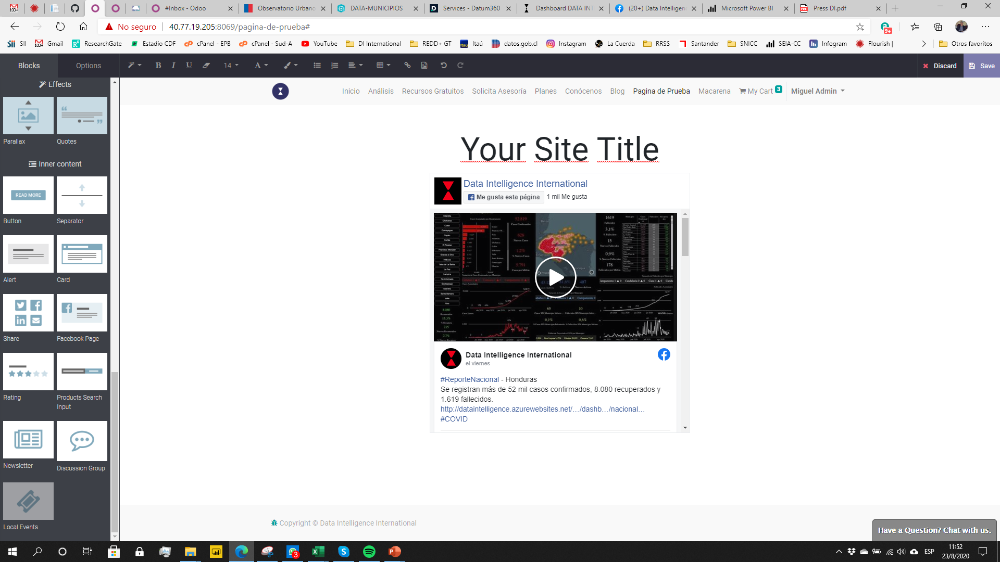 #Inbox - Odoo
Observatorio Urbano
DATA-MUNICIPIOS
Services - Datum360
Dashboard DATA INT
(20+) Data Intelligen
Microsoft Power BI
Press DI.pdf
No seguro
40.77.19.205:8069/pagina-de-prueba#
SII
Gmail
ResearchGate
Estadio CDF
cPanel - EPB
cPanel - Sud-A
YouTube
DI International
REDD+ GT
Itaú
datos.gob.cl
Instagram
La Cuerda
RRSS
Santander
SNICC
SEIA-CC
Infogram
Flourish |
Otros favoritos
Blocks
Options
14
Discard
Save
Effects
Parallax
Quotes
Inner content
READ MORE
Button
Separator
Alert
Card
Share
Facebook Page
Rating
Products Search
Input
Newsletter
Discussion Group
Local Events
Inicio
Análisis
Recursos Gratuitos
Solicita Asesoría
Planes
Conócenos
Blog
Pagina de Prueba
Macarena
My Cart 3
Miguel Admin
Your Site Title
Data Intelligence International
Me gusta esta página
1 mil Me gusta
Data Intelligence International
el viernes
#ReporteNacional - Honduras
Se registran más de 52 mil casos confirmados, 8.080 recuperados y
1.619 fallecidos.
http://dataintelligence.azurewebsites.net/…/dashb…/nacional…
#COVID
Copyright © Data Intelligence International
Have a Question? Chat with us.
ESP
11:52
23/8/2020